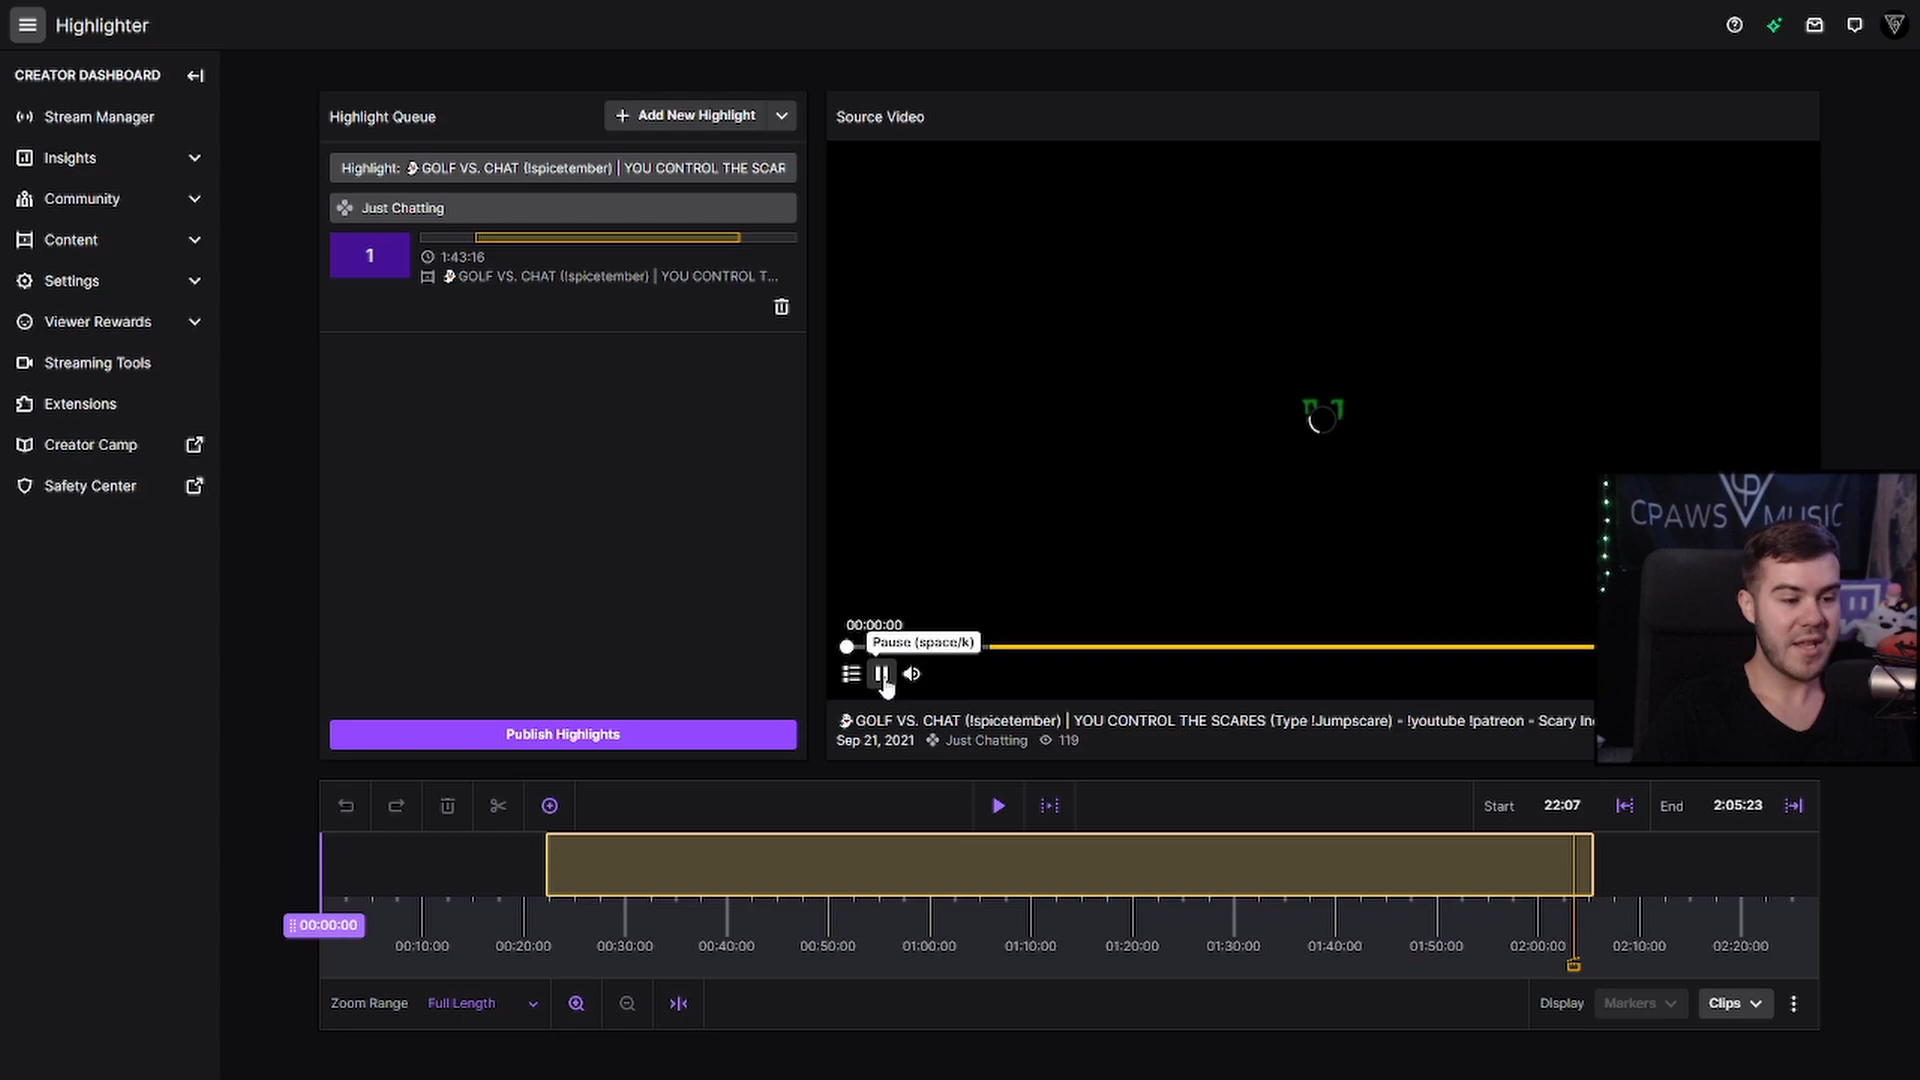 Highlighter
CREATOR DASHBOARD
Stream Manager
Insights
Community
Content
Settings
Viewer Rewards
Streaming Tools
Extensions
Creator Camp
Safety Center
Highlight Queue
Add New Highlight
Highlight: 👻GOLF VS. CHAT (!spicetember) | YOU CONTROL THE SCAR
Just Chatting
1
1:43:16
👻GOLF VS. CHAT (!spicetember) | YOU CONTROL T...
Publish Highlights
Source Video
00:00:00
Pause (space/k)
👻GOLF VS. CHAT (!spicetember) | YOU CONTROL THE SCARES (Type !Jumpscare) - !youtube !patreon - Scary
Sep 21, 2021 Just Chatting 119
CPAWS MUSIC
Start 22:07 End 2:05:23
00:00:00
00:10:00 00:20:00 00:30:00 00:40:00 00:50:00 01:00:00 01:10:00 01:20:00 01:30:00 01:40:00 01:50:00 02:00:00 02:10:00 02:20:00
Zoom Range Full Length
Display Markers Clips